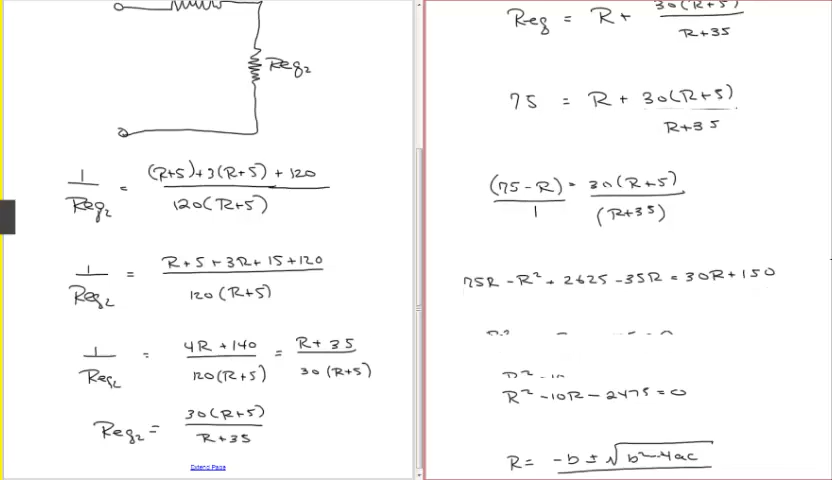 Req₂
1/Req₂ = ((R+5)+3(R+5)+120)/(120(R+5))
1/Req₂ = (R+5+3R+15+120)/(120(R+5))
1/Req₂ = (4R+140)/(120(R+5)) = (R+35)/(30(R+5))
Req₂ = (30(R+5))/(R+35)
Extend Page
Req = R+ (30(R+5))/(R+35)
75 = R + (30(R+5))/(R+35)
(75-R)/1 = (30(R+5))/((R+35))
75R - R² + 2625 - 35R = 30R + 150
R² - 10R - 2475 = 0
R = -b ± √(b²-4ac)